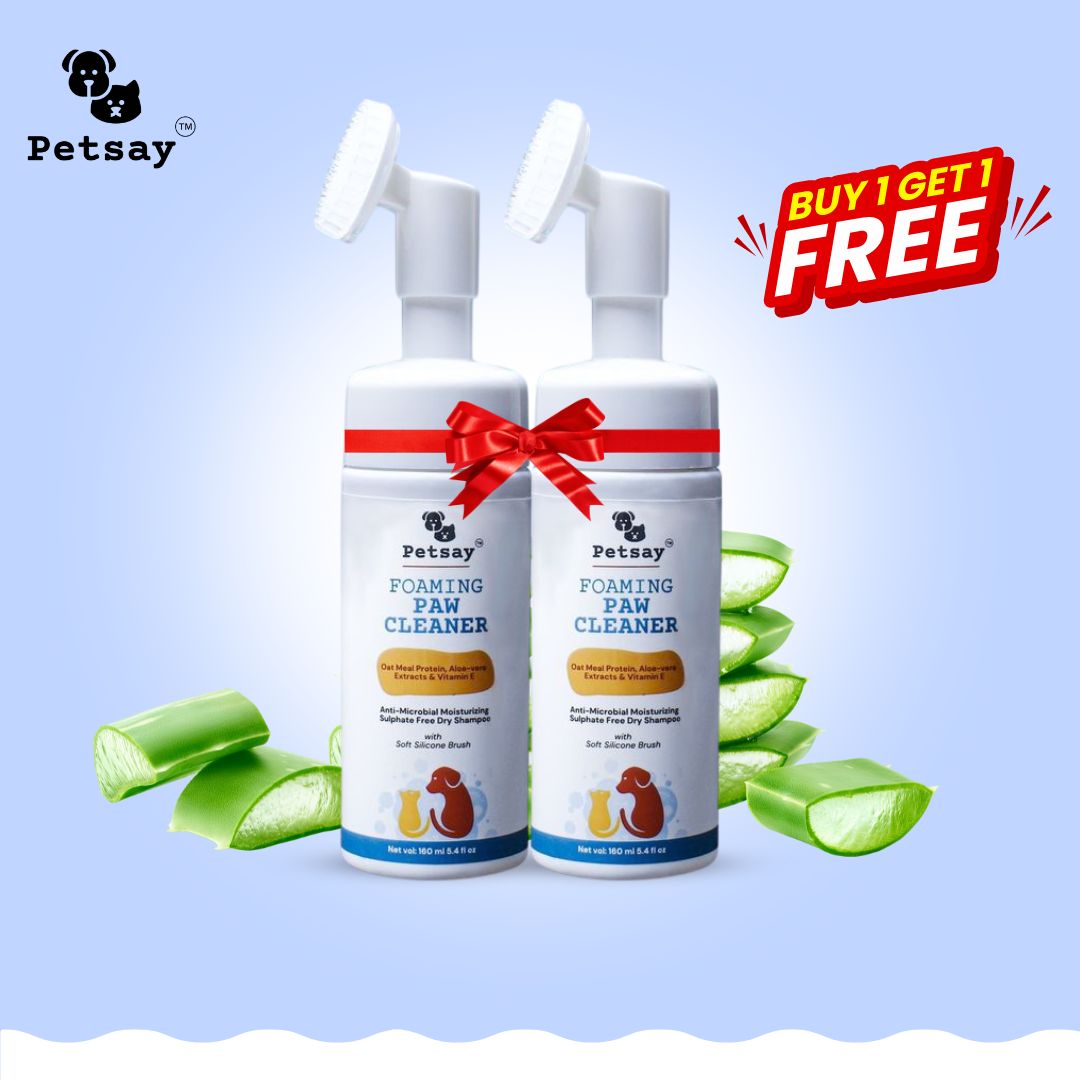 Petsay
TM
BUY 1 GET 1
FREE
Petsay
TM
FOAMING
PAW
CLEANER
Oat Meal Protein, Aloe-vera
Extracts & Vitamin E
Anti-Microbial Moisturizing
Sulphate Free Dry Shampoo
with
Soft Silicone Brush
Net vol: 160 ml 5.4 fl oz
Petsay
TM
FOAMING
PAW
CLEANER
Oat Meal Protein, Aloe-vera
Extracts & Vitamin E
Anti-Microbial Moisturizing
Sulphate Free Dry Shampoo
with
Soft Silicone Brush
Net vol: 160 ml 5.4 fl oz